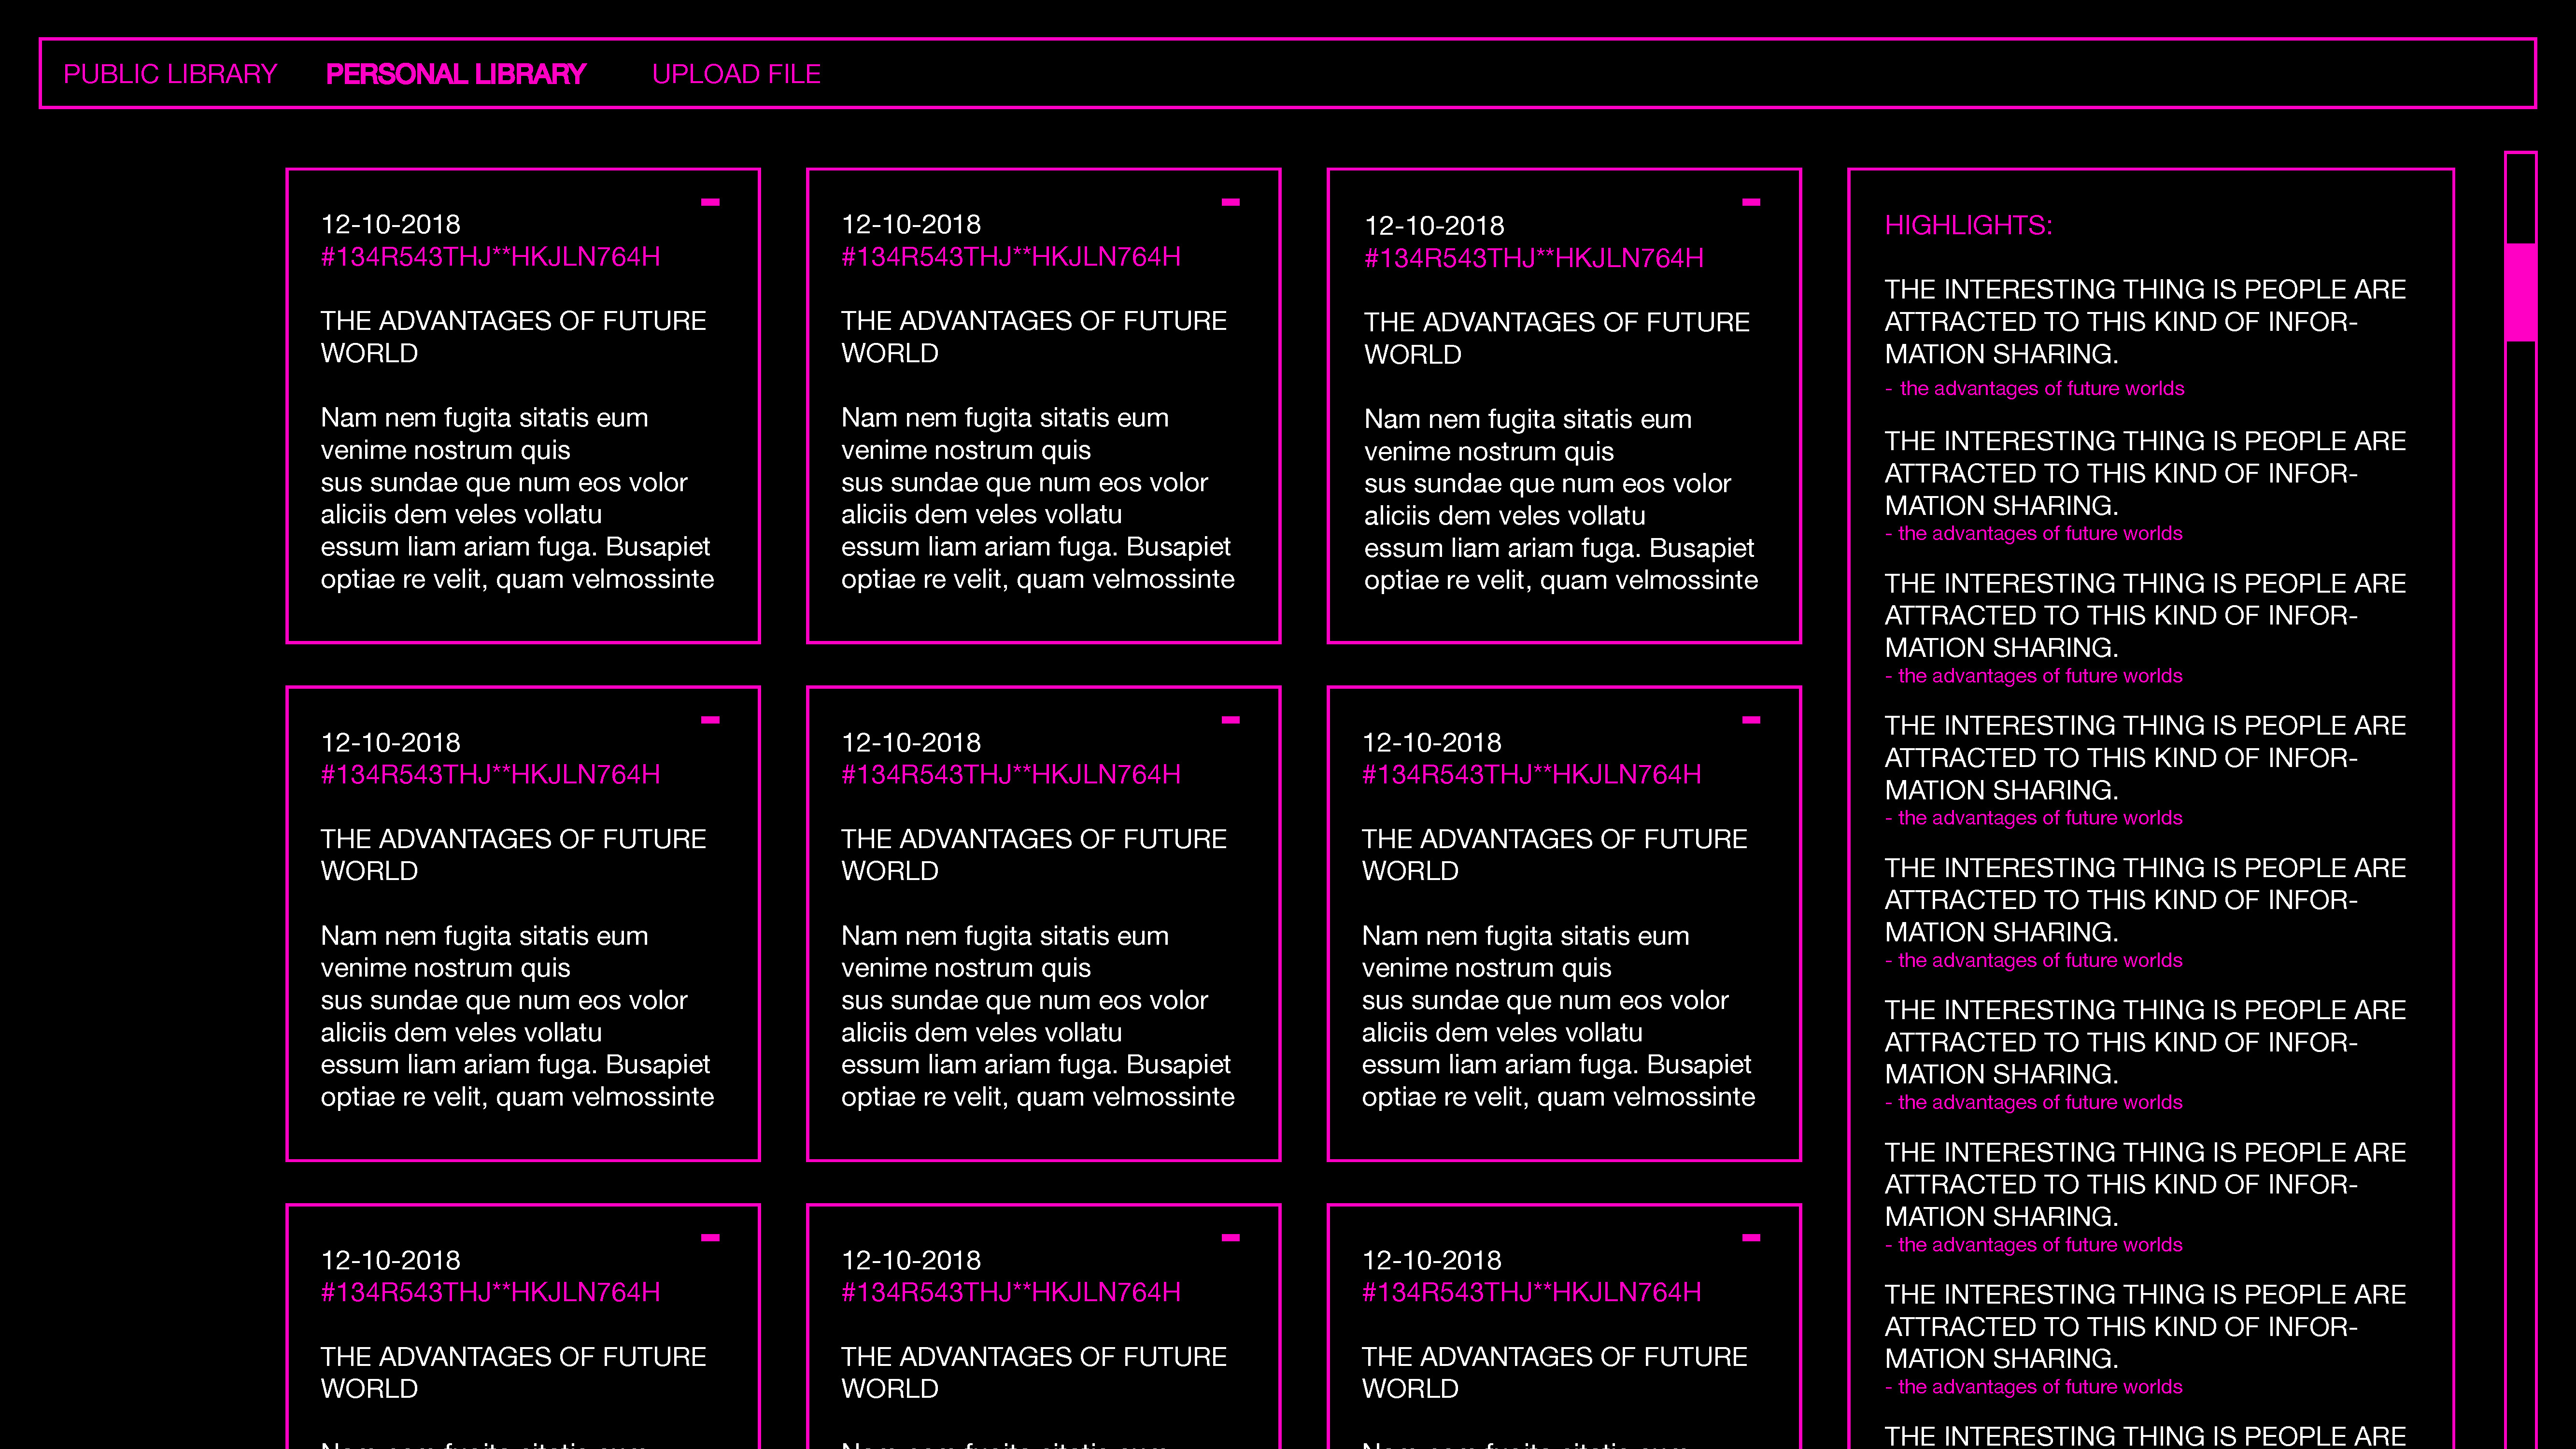 PUBLIC LIBRARY PERSONAL LIBRARY UPLOAD FILE
12-10-2018
#134R543THJ**HKJLN764H
THE ADVANTAGES OF FUTURE
WORLD
Nam nem fugita sitatis eum
venime nostrum quis
sus sundae que num eos volor
aliciis dem veles vollatu
essum liam ariam fuga. Busapiet
optiae re velit, quam velmossinte
12-10-2018
#134R543THJ**HKJLN764H
THE ADVANTAGES OF FUTURE
WORLD
Nam nem fugita sitatis eum
venime nostrum quis
sus sundae que num eos volor
aliciis dem veles vollatu
essum liam ariam fuga. Busapiet
optiae re velit, quam velmossinte
12-10-2018
#134R543THJ**HKJLN764H
THE ADVANTAGES OF FUTURE
WORLD
Nam nem fugita sitatis eum
venime nostrum quis
sus sundae que num eos volor
aliciis dem veles vollatu
essum liam ariam fuga. Busapiet
optiae re velit, quam velmossinte
12-10-2018
#134R543THJ**HKJLN764H
THE ADVANTAGES OF FUTURE
WORLD
Nam nem fugita sitatis eum
venime nostrum quis
sus sundae que num eos volor
aliciis dem veles vollatu
essum liam ariam fuga. Busapiet
optiae re velit, quam velmossinte
12-10-2018
#134R543THJ**HKJLN764H
THE ADVANTAGES OF FUTURE
WORLD
Nam nem fugita sitatis eum
venime nostrum quis
sus sundae que num eos volor
aliciis dem veles vollatu
essum liam ariam fuga. Busapiet
optiae re velit, quam velmossinte
12-10-2018
#134R543THJ**HKJLN764H
THE ADVANTAGES OF FUTURE
WORLD
Nam nem fugita sitatis eum
venime nostrum quis
sus sundae que num eos volor
aliciis dem veles vollatu
essum liam ariam fuga. Busapiet
optiae re velit, quam velmossinte
12-10-2018
#134R543THJ**HKJLN764H
THE ADVANTAGES OF FUTURE
WORLD
12-10-2018
#134R543THJ**HKJLN764H
THE ADVANTAGES OF FUTURE
WORLD
12-10-2018
#134R543THJ**HKJLN764H
THE ADVANTAGES OF FUTURE
WORLD
HIGHLIGHTS:
THE INTERESTING THING IS PEOPLE ARE
ATTRACTED TO THIS KIND OF INFOR-
MATION SHARING.
- the advantages of future worlds
THE INTERESTING THING IS PEOPLE ARE
ATTRACTED TO THIS KIND OF INFOR-
MATION SHARING.
- the advantages of future worlds
THE INTERESTING THING IS PEOPLE ARE
ATTRACTED TO THIS KIND OF INFOR-
MATION SHARING.
- the advantages of future worlds
THE INTERESTING THING IS PEOPLE ARE
ATTRACTED TO THIS KIND OF INFOR-
MATION SHARING.
- the advantages of future worlds
THE INTERESTING THING IS PEOPLE ARE
ATTRACTED TO THIS KIND OF INFOR-
MATION SHARING.
- the advantages of future worlds
THE INTERESTING THING IS PEOPLE ARE
ATTRACTED TO THIS KIND OF INFOR-
MATION SHARING.
- the advantages of future worlds
THE INTERESTING THING IS PEOPLE ARE
ATTRACTED TO THIS KIND OF INFOR-
MATION SHARING.
- the advantages of future worlds
THE INTERESTING THING IS PEOPLE ARE
ATTRACTED TO THIS KIND OF INFOR-
MATION SHARING.
- the advantages of future worlds
THE INTERESTING THING IS PEOPLE ARE